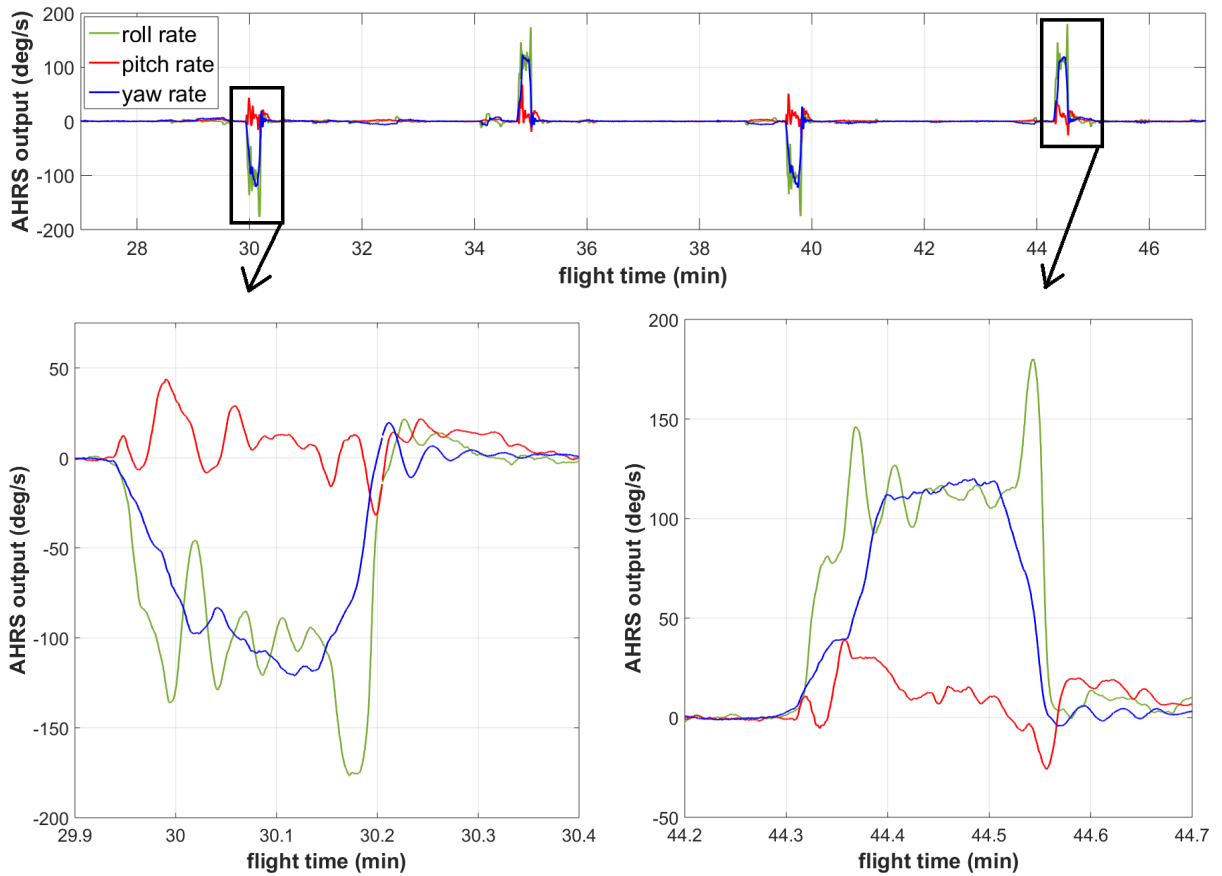 AHRS output (deg/s)
200
100
0
-100
-200
roll rate
pitch rate
yaw rate
28 30 32 34 36 38 40 42 44 46
flight time (min)
AHRS output (deg/s)
50
0
-50
-100
-150
-200
29.9 30 30.1 30.2 30.3 30.4
flight time (min)
AHRS output (deg/s)
200
150
100
50
0
-50
44.2 44.3 44.4 44.5 44.6 44.7
flight time (min)